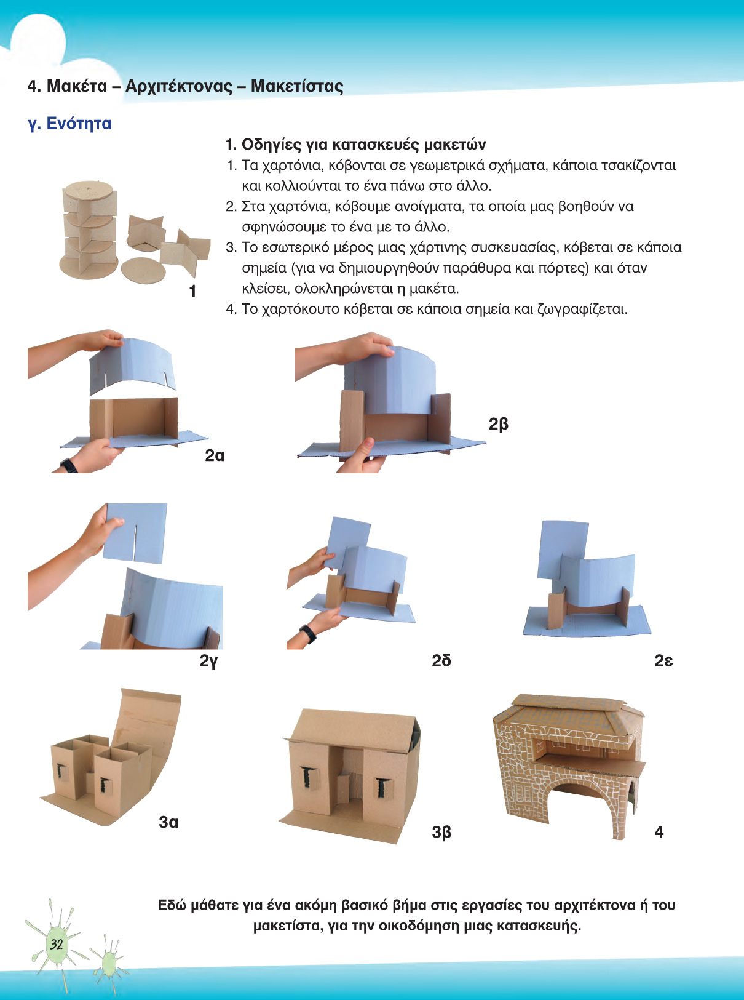 4. Μακέτα – Αρχιτέκτονας – Μακετίστας
γ. Ενότητα
1. Οδηγίες για κατασκευές μακετών
1. Τα χαρτόνια, κόβονται σε γεωμετρικά σχήματα, κάποια τσακίζονται
και κολλιούνται το ένα πάνω στο άλλο.
2. Στα χαρτόνια, κόβουμε ανοίγματα, τα οποία μας βοηθούν να
σφηνώσουμε το ένα με το άλλο.
3. Το εσωτερικό μέρος μιας χάρτινης συσκευασίας, κόβεται σε κάποια
σημεία (για να δημιουργηθούν παράθυρα και πόρτες) και όταν
κλείσει, ολοκληρώνεται η μακέτα.
4. Το χαρτόκουτο κόβεται σε κάποια σημεία και ζωγραφίζεται.
1
2α
2β
2γ
2δ
2ε
3α
3β
4
Εδώ μάθατε για ένα ακόμη βασικό βήμα στις εργασίες του αρχιτέκτονα ή του
μακετίστα, για την οικοδόμηση μιας κατασκευής.
32